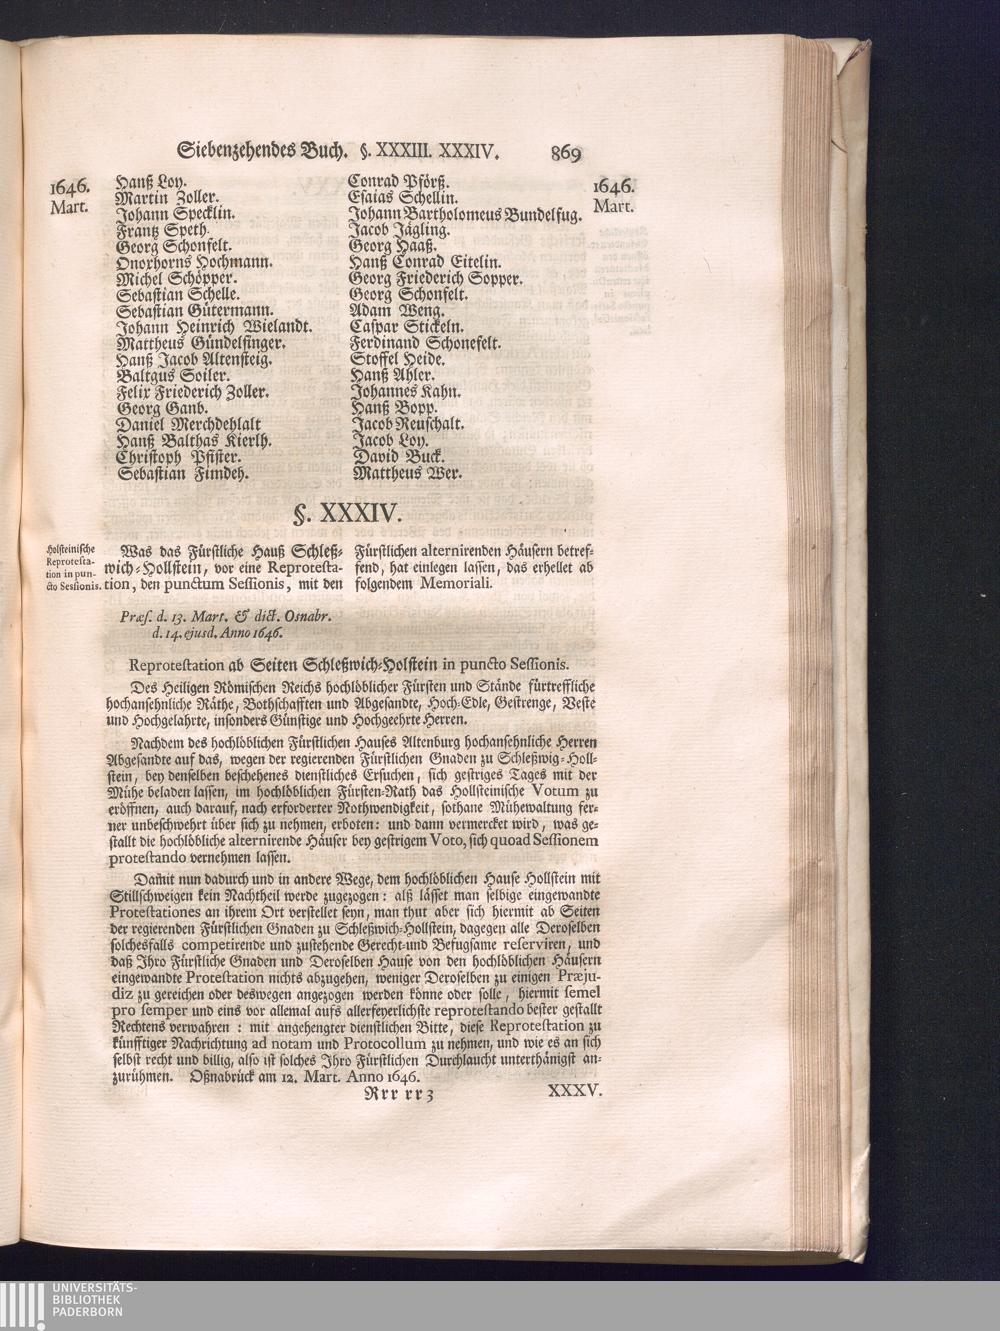 Siebenzehendes Buch. §. XXXIII. XXXIV. 869
1646.
Mart.
Hanß Loy.
Martin Zoller.
Johann Specklin.
Frantz Speth.
Georg Schonfelt.
Onoxhorns Hochmann.
Michel Schöpper.
Sebastian Schelle.
Sebastian Gütermann.
Johann Heinrich Wielandt.
Mattheus Gündelfinger.
Hanß Jacob Altensteig.
Baltgus Soiler.
Felix Friederich Zoller.
Georg Ganb.
Daniel Merchdehlalt
Hanß Balthas Kierlh.
Christoph Pfister.
Sebastian Fimdeh.
Conrad Pförß.
Esaias Schellin.
Johann Bartholomeus Bundelfug.
Jacob Jägling.
Georg Haaß.
Hanß Conrad Eitelin.
Georg Friederich Sopper.
Georg Schonfelt.
Adam Weng.
Caspar Stickeln.
Ferdinand Schonefelt.
Stoffel Heide.
Hanß Ahler.
Johannes Kahn.
Hanß Bopp.
Jacob Neuschalt.
Jacob Loy.
David Buck.
Mattheus Wer.
1646.
Mart.
§. XXXIV.
Holsteinische
Reprotesta-
tion in pun-
cto Sessionis.
Was das Fürstliche Hauß Schleß-
wich-Hollstein, vor eine Reprotesta-
tion, den punctum Sessionis, mit den
Fürstlichen alternirenden Häusern betref-
fend, hat einlegen lassen, das erhellet ab
folgendem Memoriali.
Præs. d. 13. Mart. & dict. Osnabr.
d. 14. ejusd. Anno 1646.
Reprotestation ab Seiten Schleßwich-Holstein in puncto Sessionis.
Des Heiligen Römischen Reichs hochlöblicher Fürsten und Stände fürtreffliche
hochansehnliche Räthe, Bothschafften und Abgesandte, Hoch-Edle, Gestrenge, Veste
und Hochgelahrte, insonders Günstige und Hochgeehrte Herren.
Nachdem des hochlöblichen Fürstlichen Hauses Altenburg hochansehnliche Herren
Abgesandte auf das, wegen der regierenden Fürstlichen Gnaden zu Schleßwig-Holl-
stein, bey denselben beschehenes dienstliches Ersuchen, sich gestriges Tages mit der
Mühe beladen lassen, im hochlöblichen Fürsten-Rath das Hollsteinische Votum zu
eröffnen, auch darauf, nach erforderter Nothwendigkeit, sothane Mühewaltung fer-
ner unbeschwehrt über sich zu nehmen, erboten: und dann vermercket wird, was ge-
stallt die hochlöbliche alternirende Häuser bey gestrigem Voto, sich quoad Sessionem
protestando vernehmen lassen.
Damit nun dadurch und in andere Wege, dem hochlöblichen Hause Hollstein mit
Stillschweigen kein Nachtheil werde zugezogen: alß lässet man selbige eingewandte
Protestationes an ihrem Ort verstellet seyn, man thut aber sich hiermit ab Seiten
der regierenden Fürstlichen Gnaden zu Schleßwich-Hollstein, dagegen alle Deroselben
solchesfalls competirende und zustehende Gerecht-und Befugsame reserviren, und
daß Ihro Fürstliche Gnaden und Deroselben Hause von den hochlöblichen Häusern
eingewandte Protestation nichts abzugehen, weniger Deroselben zu einigen Præju-
diz zu gereichen oder deswegen angezogen werden könne oder solle, hiermit semel
pro semper und eins vor allemal aufs allerfeyerlichste reprotestando bester gestallt
Rechtens verwahren : mit angehengter dienstlichen Bitte, diese Reprotestation zu
künfftiger Nachrichtung ad notam und Protocollum zu nehmen, und wie es an sich
selbst recht und billig, also ist solches Ihro Fürstlichen Durchlaucht unterthänigst an-
zurühmen. Oßnabrück am 12. Mart. Anno 1646.
Rrr rr 3 XXXV.
UNIVERSITÄTS-
BIBLIOTHEK
PADERBORN